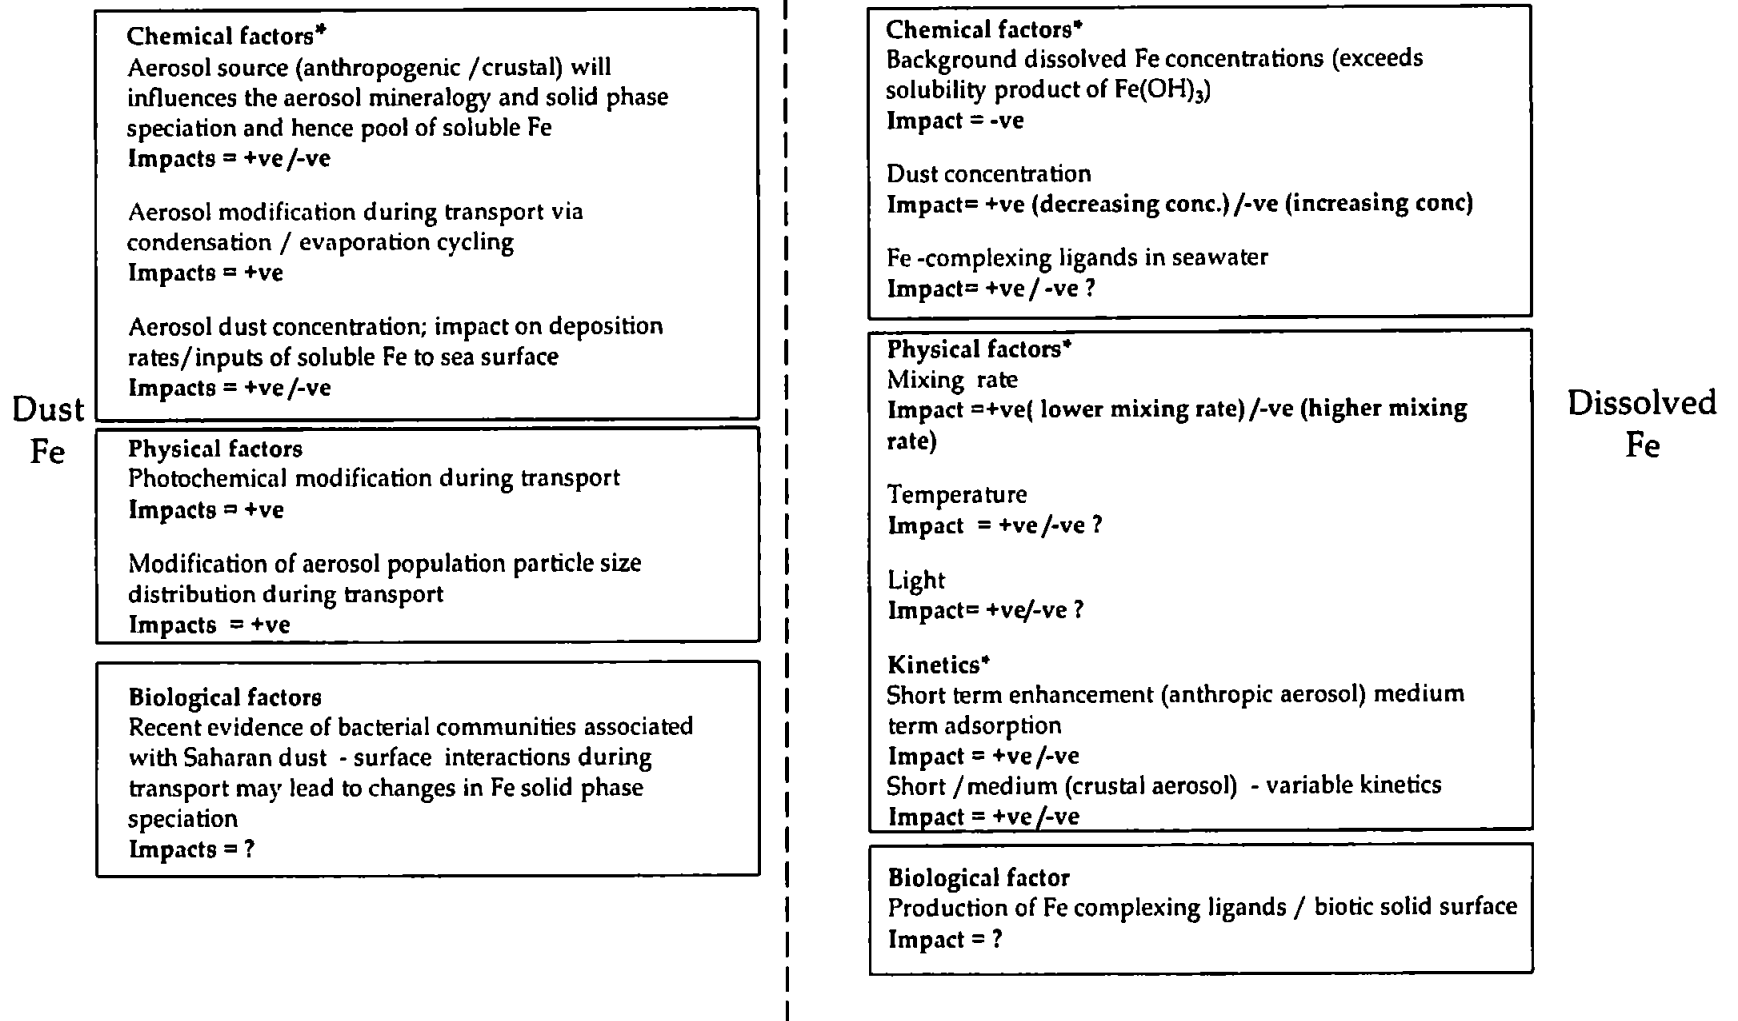 Chemical factors*
Aerosol source (anthropogenic /crustal) will
influences the aerosol mineralogy and solid phase
speciation and hence pool of soluble Fe
Impacts = +ve/-ve
Aerosol modification during transport via
condensation / evaporation cycling
Impacts = +ve
Aerosol dust concentration; impact on deposition
rates/inputs of soluble Fe to sea surface
Impacts = +ve/-ve
Dust
Fe
Physical factors
Photochemical modification during transport
Impacts = +ve
Modification of aerosol population particle size
distribution during transport
Impacts = +ve
Biological factors
Recent evidence of bacterial communities associated
with Saharan dust - surface interactions during
transport may lead to changes in Fe solid phase
speciation
Impacts = ?
Chemical factors*
Background dissolved Fe concentrations (exceeds
solubility product of Fe(OH)₃)
Impact = -ve
Dust concentration
Impact= +ve (decreasing conc.)/-ve (increasing conc)
Fe -complexing ligands in seawater
Impact= +ve/ -ve ?
Physical factors*
Mixing rate
Impact =+ve( lower mixing rate)/-ve (higher mixing
rate)
Temperature
Impact = +ve/-ve ?
Light
Impact= +ve/-ve ?
Kinetics*
Short term enhancement (anthropic aerosol) medium
term adsorption
Impact = +ve/-ve
Short /medium (crustal aerosol) - variable kinetics
Impact = +ve/-ve
Dissolved
Fe
Biological factor
Production of Fe complexing ligands / biotic solid surface
Impact = ?